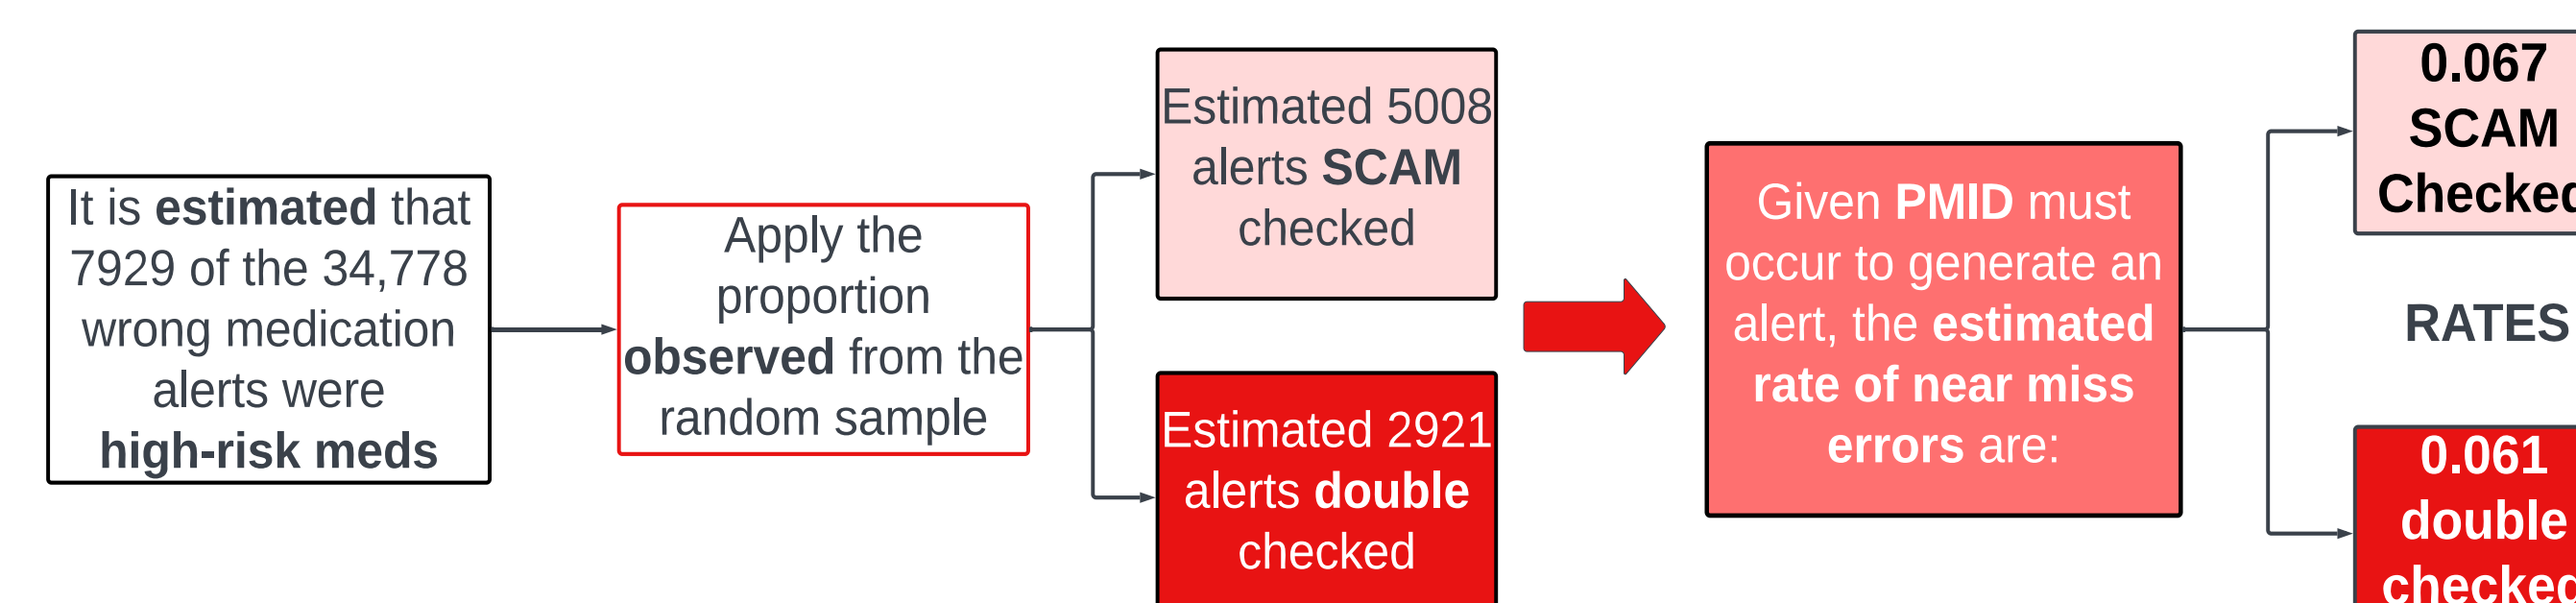 It is estimated that
7929 of the 34,778
wrong medication
alerts were
high-risk meds
Apply the
proportion
observed from the
random sample
Estimated 5008
alerts SCAM
checked
Estimated 2921
alerts double
checked
Given PMID must
occur to generate an
alert, the estimated
rate of near miss
errors are:
0.067
SCAM
Checked
RATES
0.061
double
checked